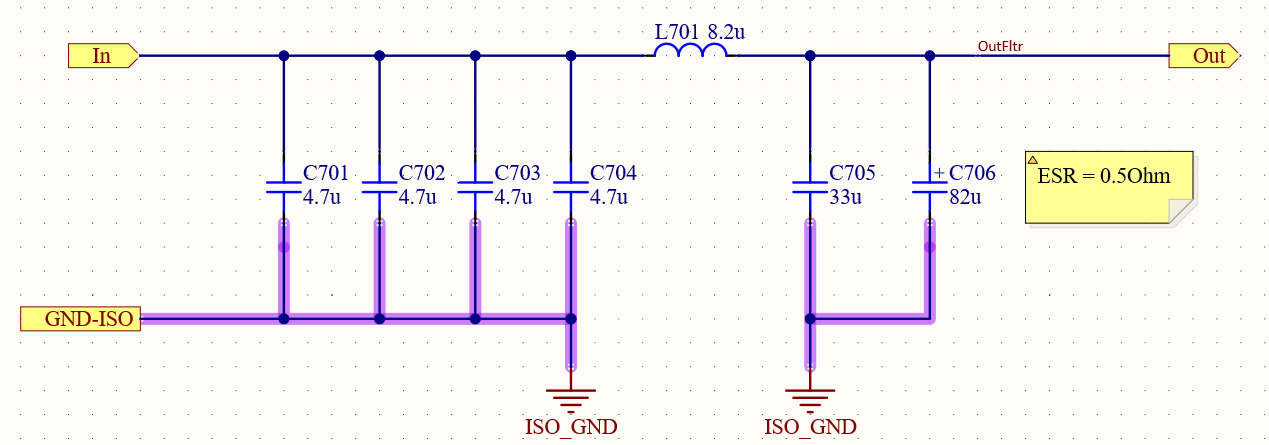 L701 8.2u
In
OutFltr
Out
C701
4.7u
C702
4.7u
C703
4.7u
C704
4.7u
C705
33u
+
C706
82u
ESR = 0.5Ohm
GND-ISO
ISO_GND
ISO_GND